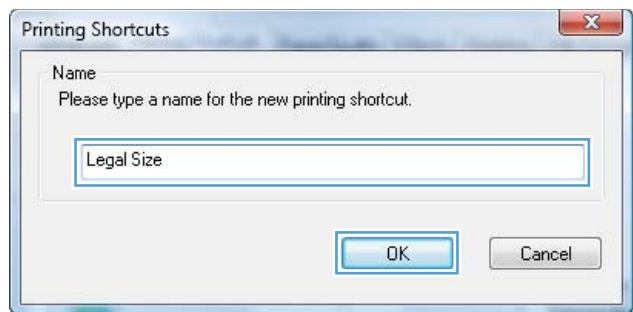 Printing Shortcuts
Name
Please type a name for the new printing shortcut.
Legal Size
OK
Cancel